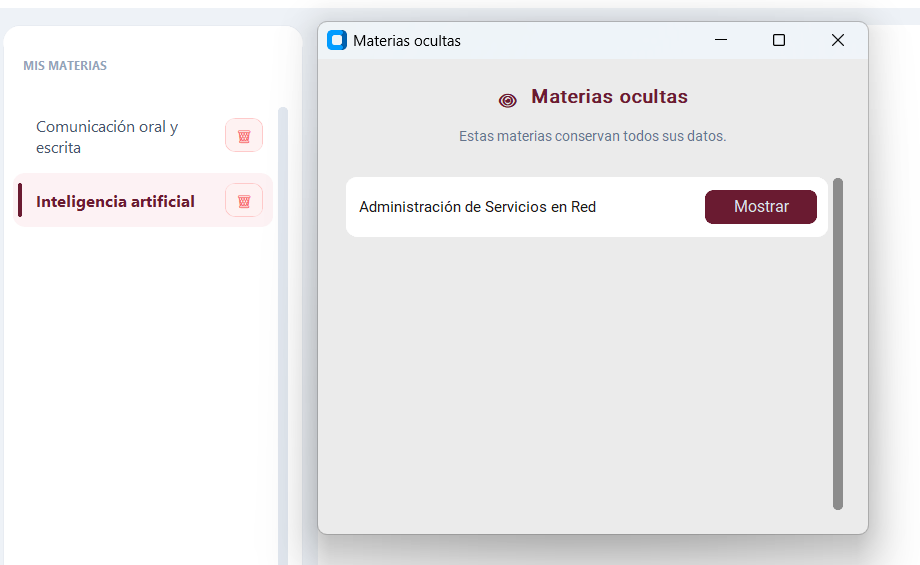 MIS MATERIAS
Comunicación oral y
escrita
Inteligencia artificial
Materias ocultas
Materias ocultas
Estas materias conservan todos sus datos.
Administración de Servicios en Red
Mostrar